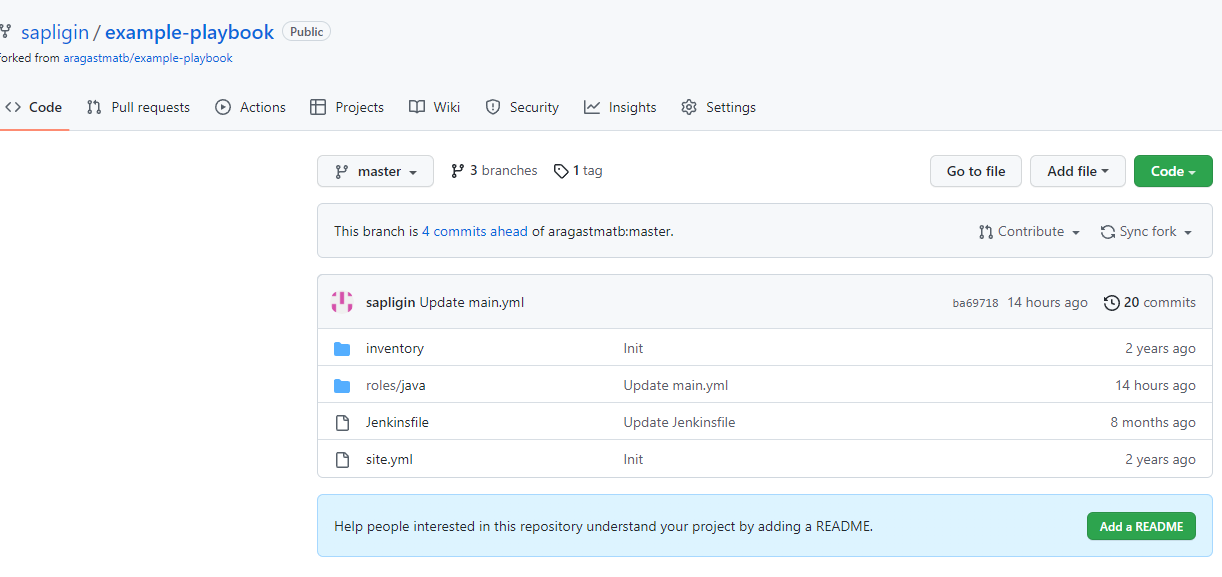 sapligin / example-playbook Public
forked from aragastmatb/example-playbook
Code Pull requests Actions Projects Wiki Security Insights Settings
master 3 branches 1 tag Go to file Add file Code
This branch is 4 commits ahead of aragastmatb:master. Contribute Sync fork
sapligin Update main.yml ba69718 14 hours ago 20 commits
inventory Init 2 years ago
roles/java Update main.yml 14 hours ago
Jenkinsfile Update Jenkinsfile 8 months ago
site.yml Init 2 years ago
Help people interested in this repository understand your project by adding a README. Add a README